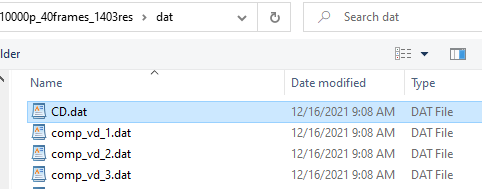 10000p_40frames_1403res > dat
Search dat
lder
Name Date modified Type
CD.dat 12/16/2021 9:08 AM DAT File
comp_vd_1.dat 12/16/2021 9:08 AM DAT File
comp_vd_2.dat 12/16/2021 9:08 AM DAT File
comp_vd_3.dat 12/16/2021 9:08 AM DAT File